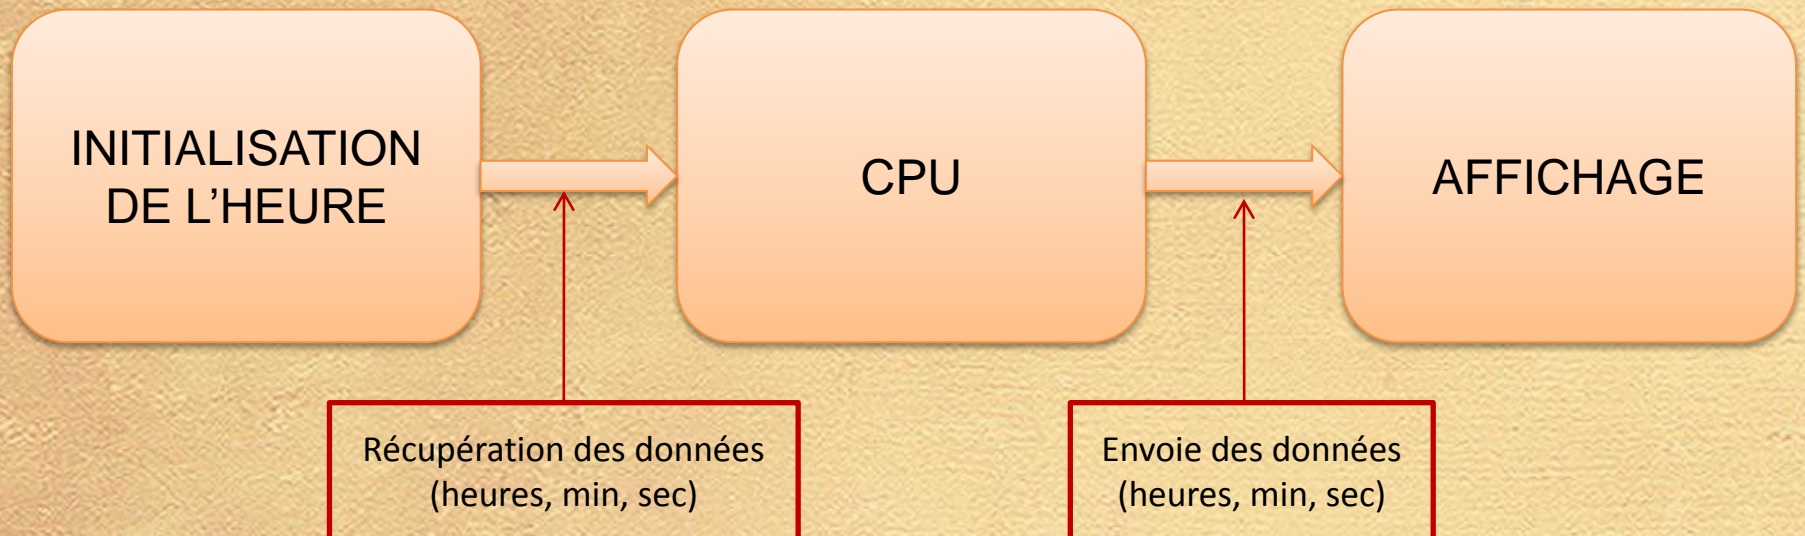 INITIALISATION
DE L’HEURE
CPU
AFFICHAGE
Récupération des données
(heures, min, sec)
Envoie des données
(heures, min, sec)